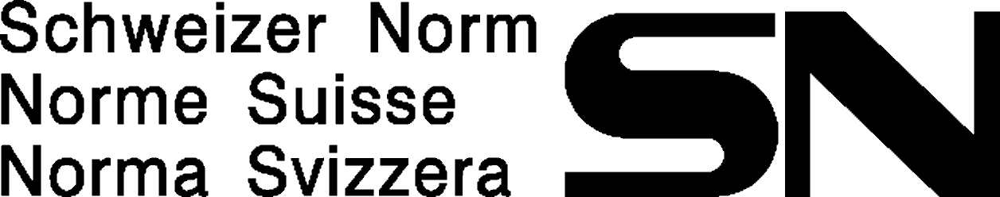 Schweizer Norm
Norme Suisse
Norma Svizzera
SN